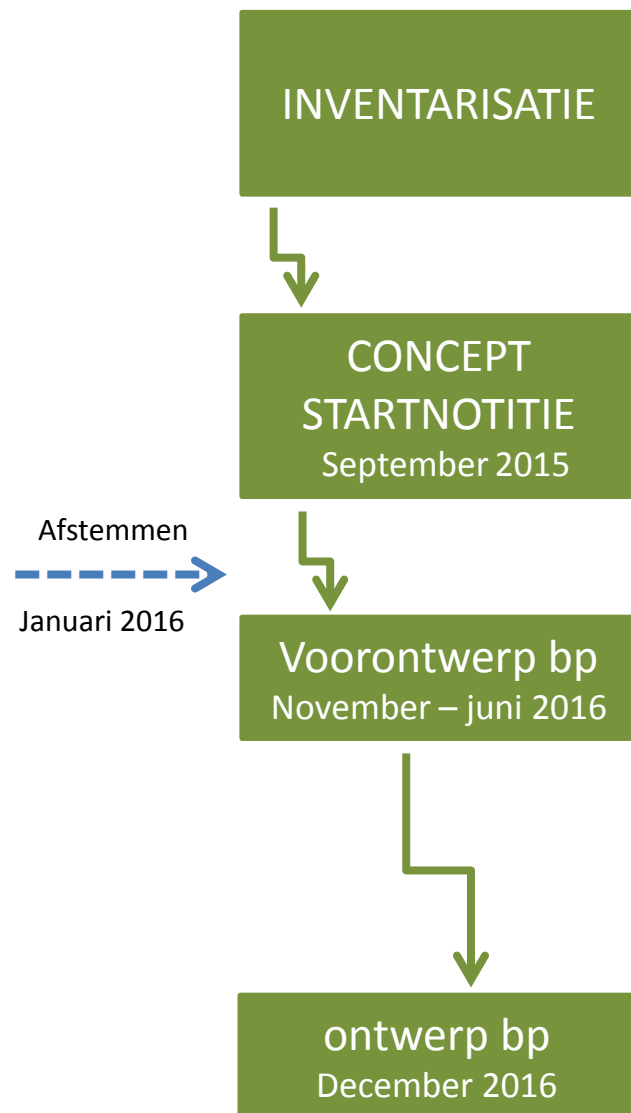 INVENTARISATIE
CONCEPT
STARTNOTITIE
September 2015
Afstemmen
Januari 2016
Voorontwerp bp
November – juni 2016
ontwerp bp
December 2016